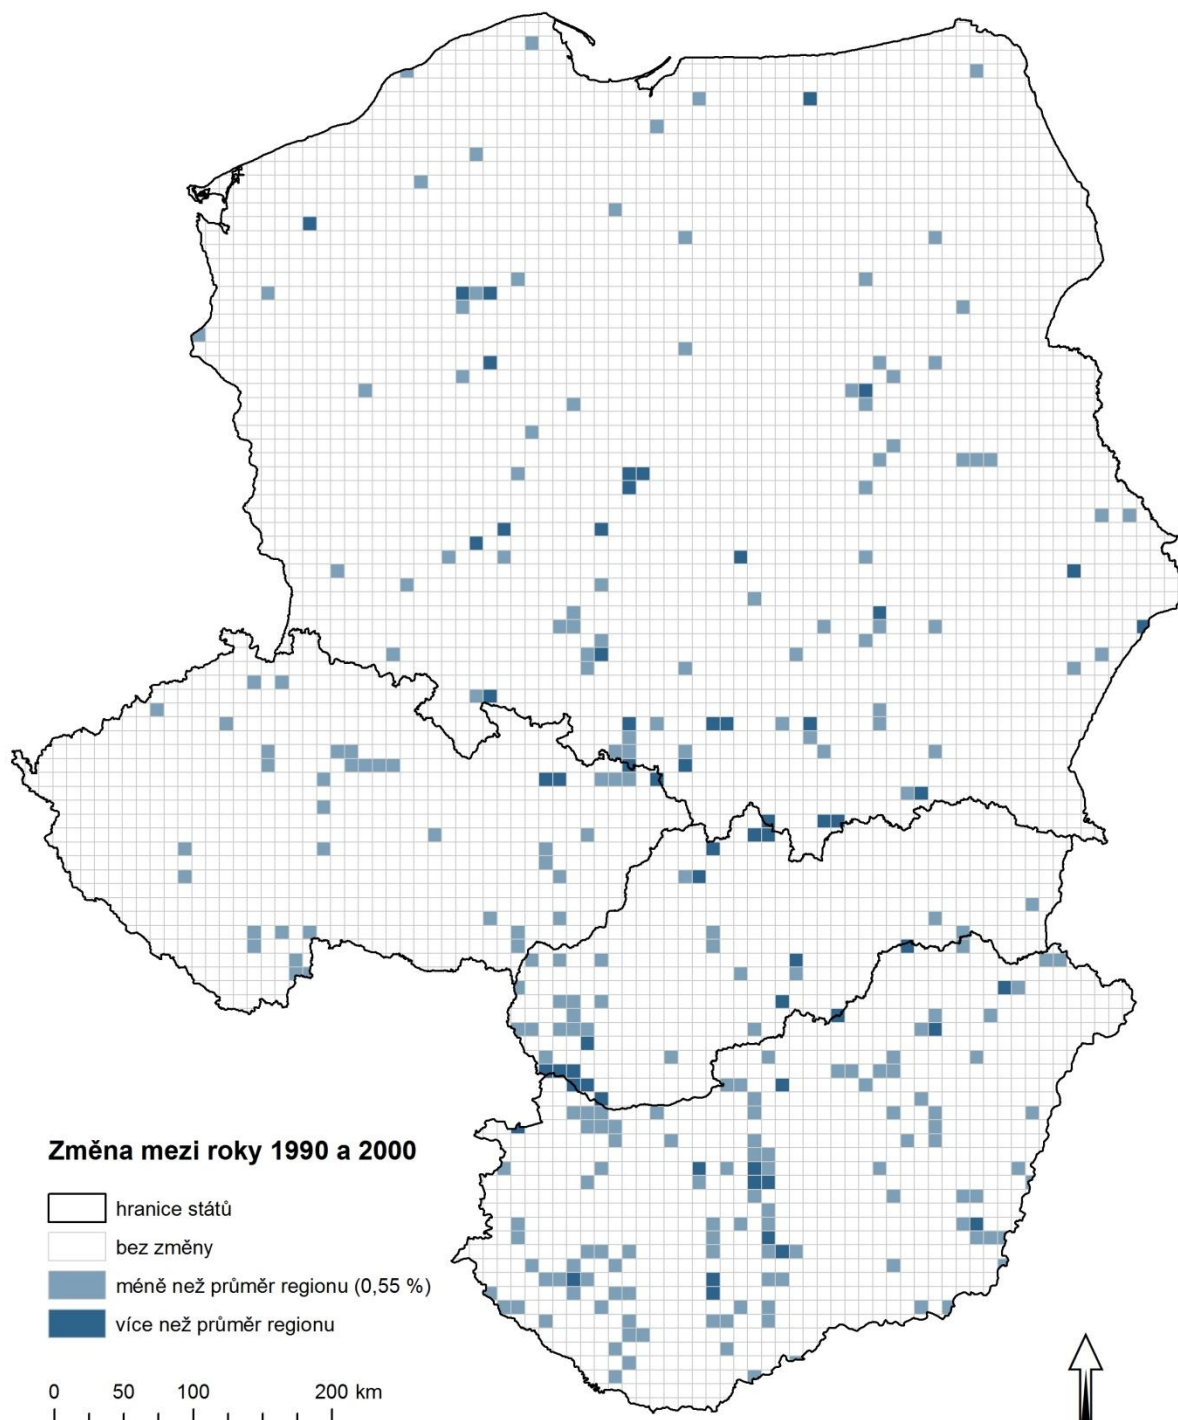 Změna mezi roky 1990 a 2000
hranice států
bez změny
méně než průměr regionu (0,55 %)
více než průměr regionu
0 50 100 200 km